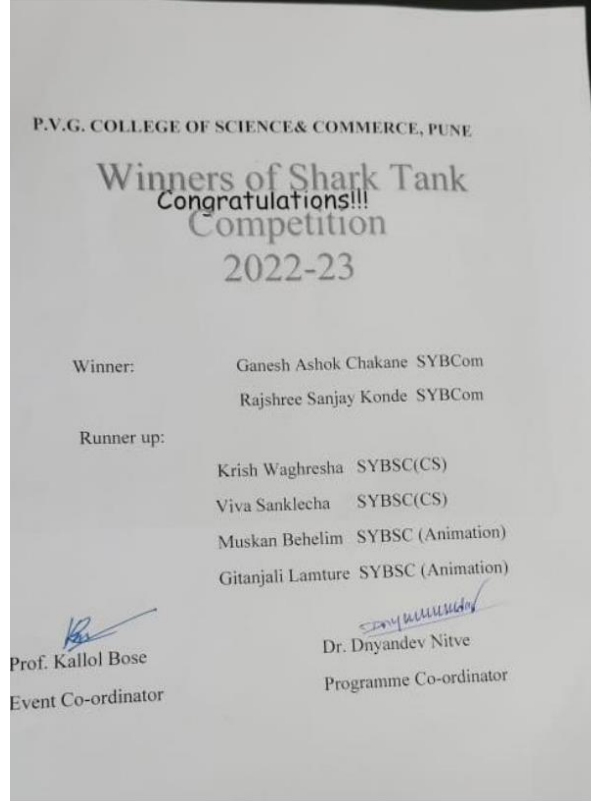 P.V.G. COLLEGE OF SCIENCE& COMMERCE, PUNE
Winners of Shark Tank
Congratulations!!!
Competition
2022-23
Winner: Ganesh Ashok Chakane SYBCom
Rajshree Sanjay Konde SYBCom
Runner up:
Krish Waghresha SYBSC(CS)
Viva Sanklecha SYBSC(CS)
Muskan Behelim SYBSC (Animation)
Gitanjali Lamture SYBSC (Animation)
Prof. Kallol Bose Dr. Dnyandev Nitve
Event Co-ordinator Programme Co-ordinator